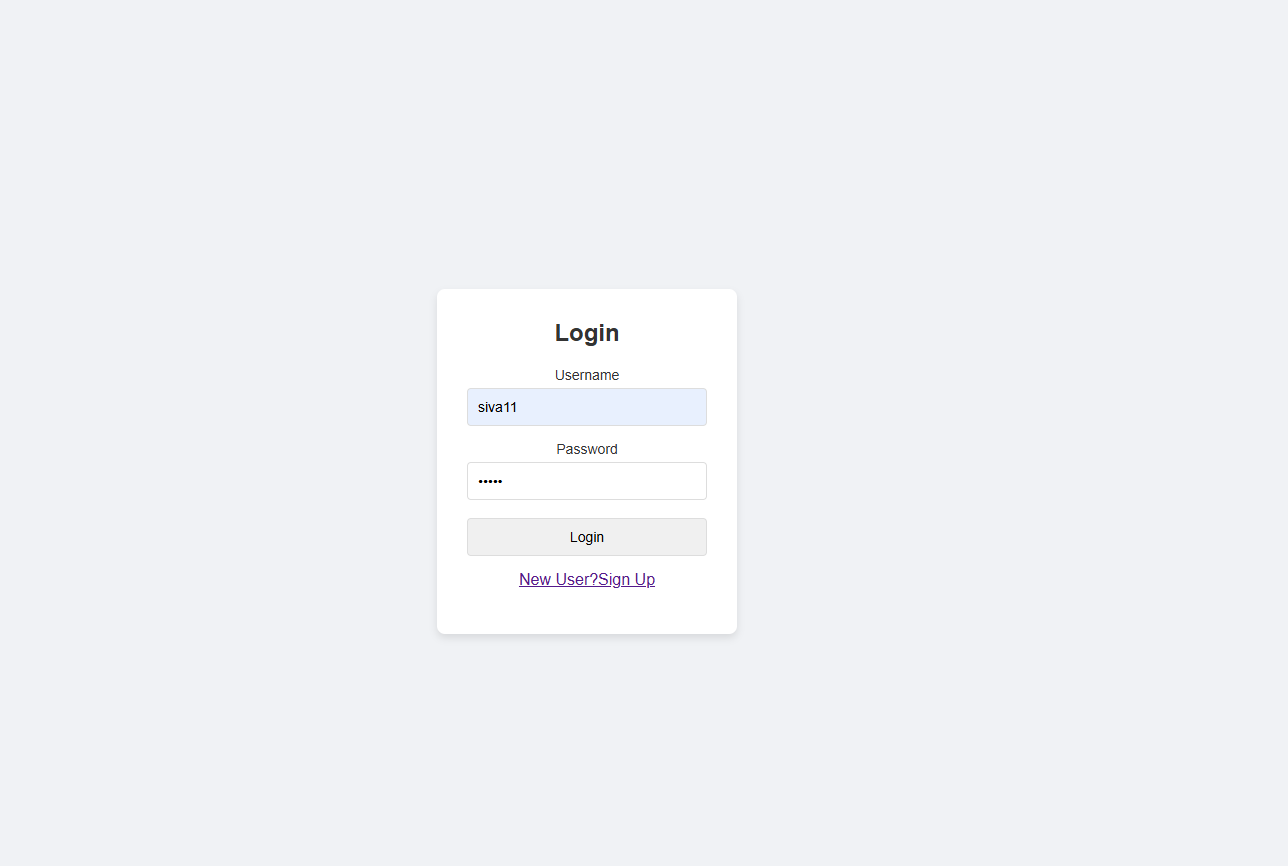 Login
Username
siva11
Password
•••••
Login
New User?Sign Up